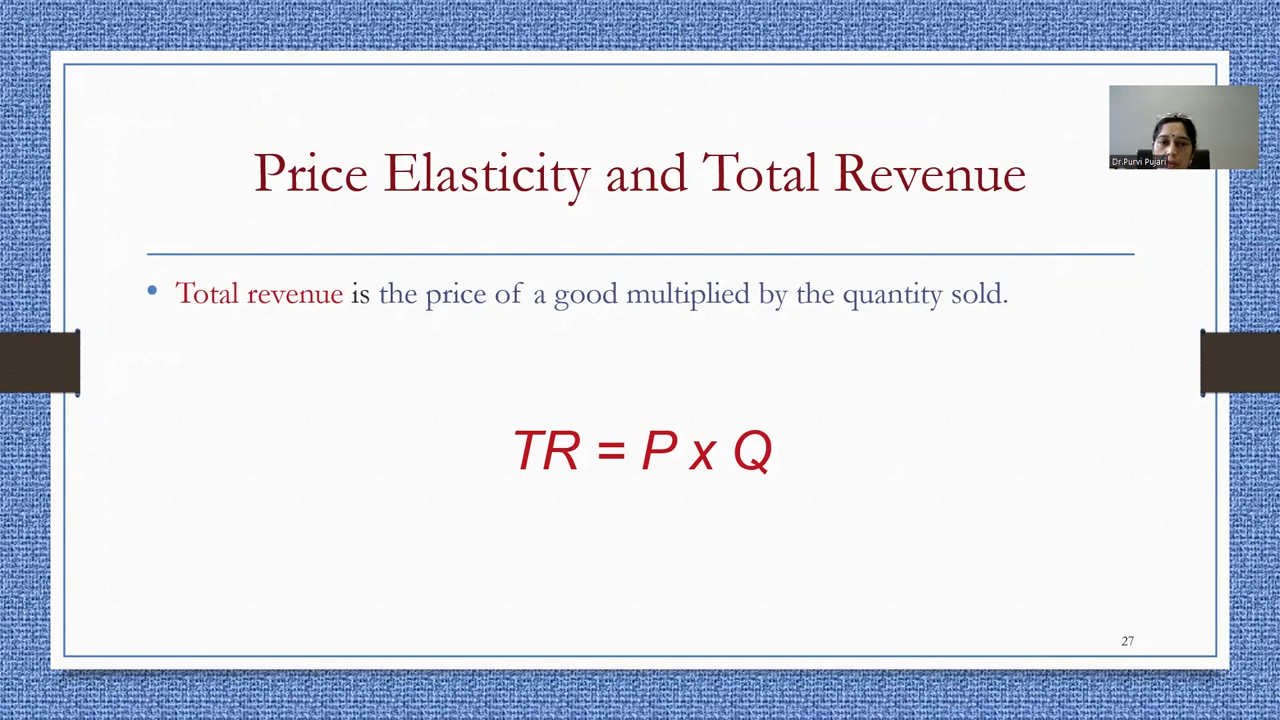 Price Elasticity and Total Revenue
Dr.Purvi Pujari
• Total revenue is the price of a good multiplied by the quantity sold.
TR = P x Q
27